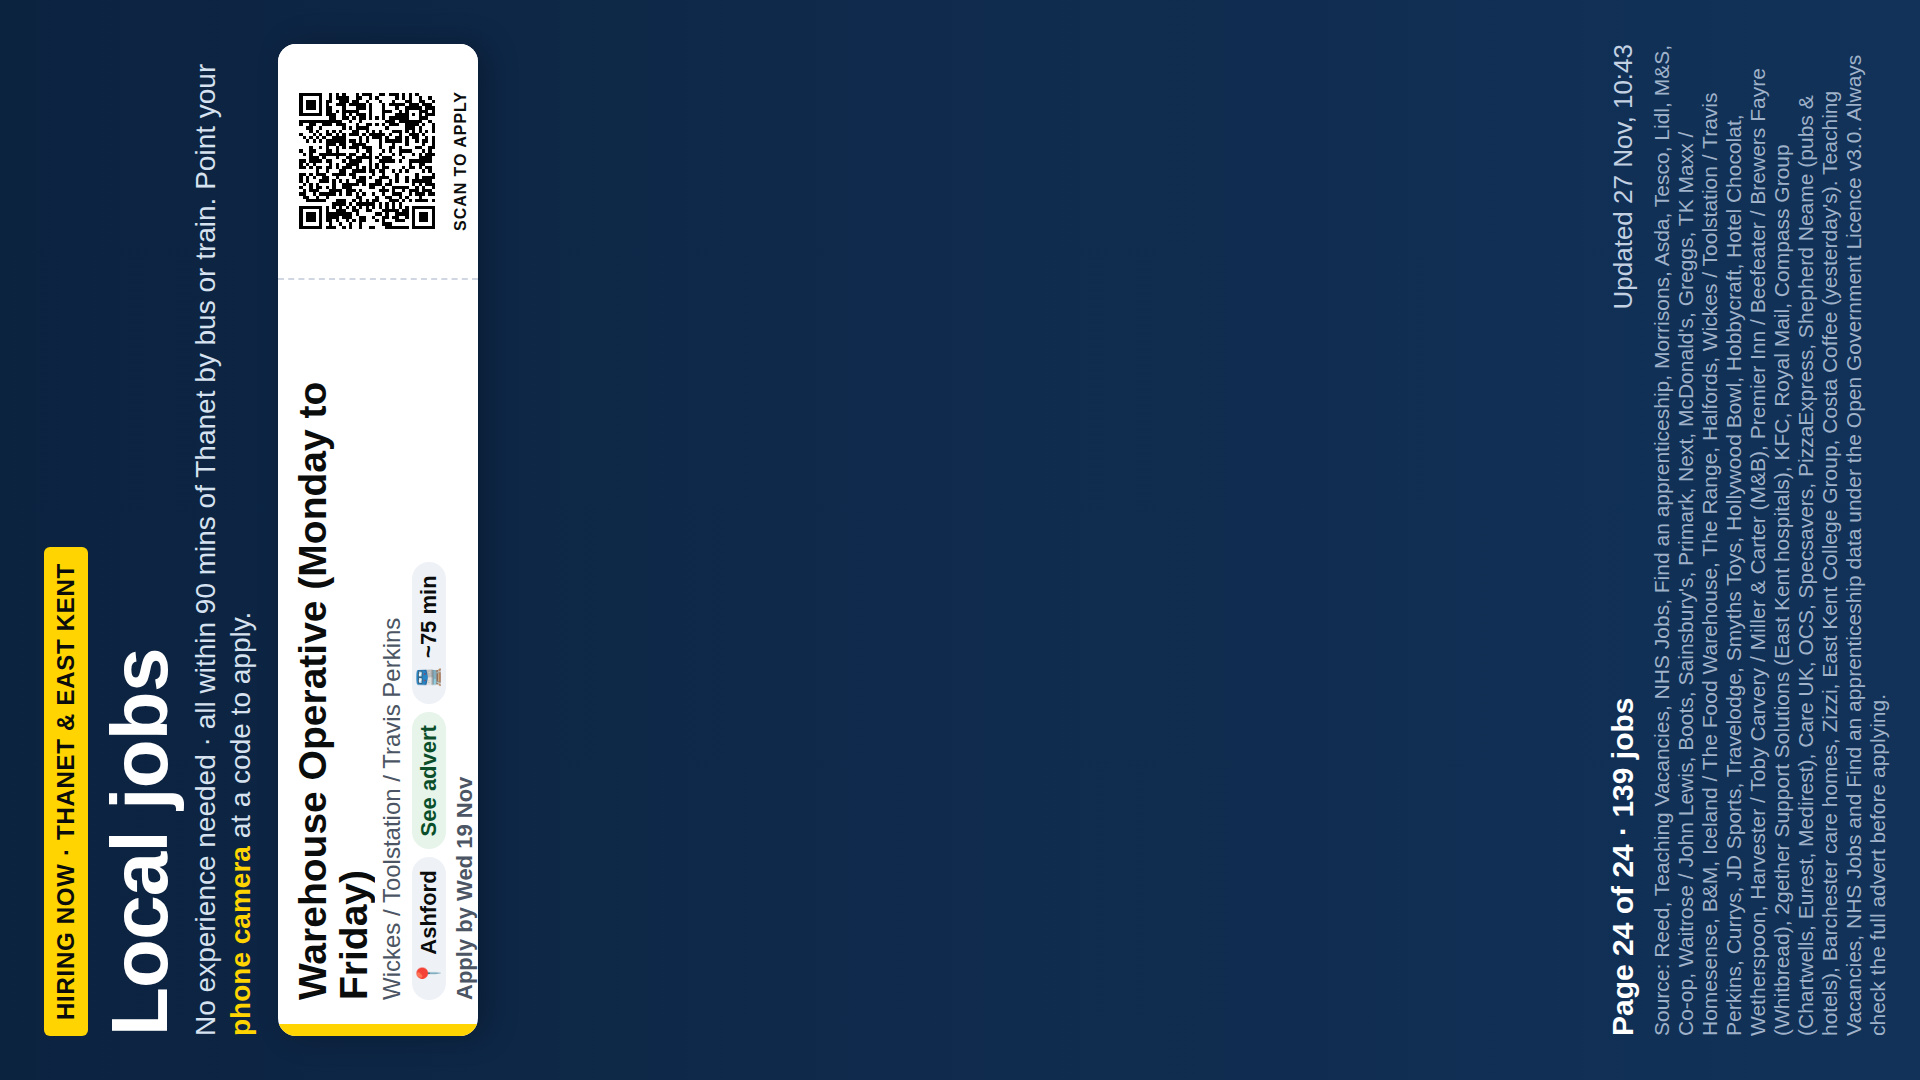 HIRING NOW · THANET & EAST KENT
Local jobs
No experience needed · all within 90 mins of Thanet by bus or train. Point your
phone camera at a code to apply.
Warehouse Operative (Monday to
Friday)
Wickes / Toolstation / Travis Perkins
📍 Ashford See advert 🚆 ~75 min
Apply by Wed 19 Nov
SCAN TO APPLY
Page 24 of 24 · 139 jobs
Updated 27 Nov, 10:43
Source: Reed, Teaching Vacancies, NHS Jobs, Find an apprenticeship, Morrisons, Asda, Tesco, Lidl, M&S,
Co-op, Waitrose / John Lewis, Boots, Sainsbury's, Primark, Next, McDonald's, Greggs, TK Maxx /
Homesense, B&M, Iceland / The Food Warehouse, The Range, Halfords, Wickes / Toolstation / Travis
Perkins, Currys, JD Sports, Travelodge, Smyths Toys, Hollywood Bowl, Hobbycraft, Hotel Chocolat,
Wetherspoon, Harvester / Toby Carvery / Miller & Carter (M&B), Premier Inn / Beefeater / Brewers Fayre
(Whitbread), 2gether Support Solutions (East Kent hospitals), KFC, Royal Mail, Compass Group
(Chartwells, Eurest, Medirest), Care UK, OCS, Specsavers, PizzaExpress, Shepherd Neame (pubs &
hotels), Barchester care homes, Zizzi, East Kent College Group, Costa Coffee (yesterday's). Teaching
Vacancies, NHS Jobs and Find an apprenticeship data under the Open Government Licence v3.0. Always
check the full advert before applying.